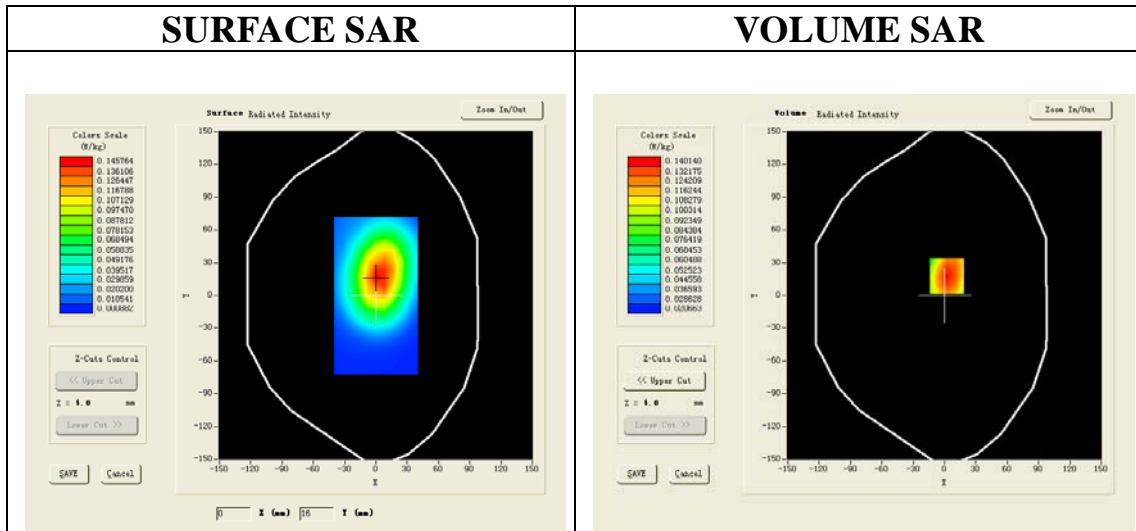 SURFACE SAR
VOLUME SAR
Surface Radiated Intensity
Zoom In/Out
Colors Scale
(W/kg)
0.145764
0.136106
0.126447
0.116788
0.107129
0.097470
0.087812
0.078153
0.068494
0.058835
0.049176
0.039517
0.029859
0.020200
0.010541
0.000882
150
120
90
60
30
0
-30
-60
-90
-120
-150
Y
-150 -120 -90 -60 -30 0 30 60 90 120 150
X
Z-Cuts Control
<< Upper Cut
Z = 4.0 mm
Lower Cut >>
SAVE
Cancel
0 X (mm) 16 Y (mm)
Volume Radiated Intensity
Zoom In/Out
Colors Scale
(W/kg)
0.140140
0.132175
0.124209
0.116244
0.108279
0.100314
0.092349
0.084384
0.076419
0.068453
0.060488
0.052523
0.044558
0.036593
0.028628
0.020663
150
120
90
60
30
0
-30
-60
-90
-120
-150
Y
-150 -120 -90 -60 -30 0 30 60 90 120 150
X
Z-Cuts Control
<< Upper Cut
Z = 4.0 mm
Lower Cut >>
SAVE
Cancel